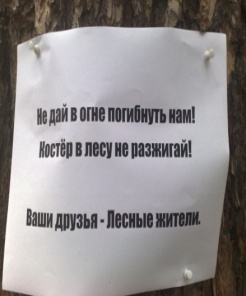 Не дай в огне погибнуть нам!
Костёр в лесу не разжигай!
Ваши друзья - Лесные жители.